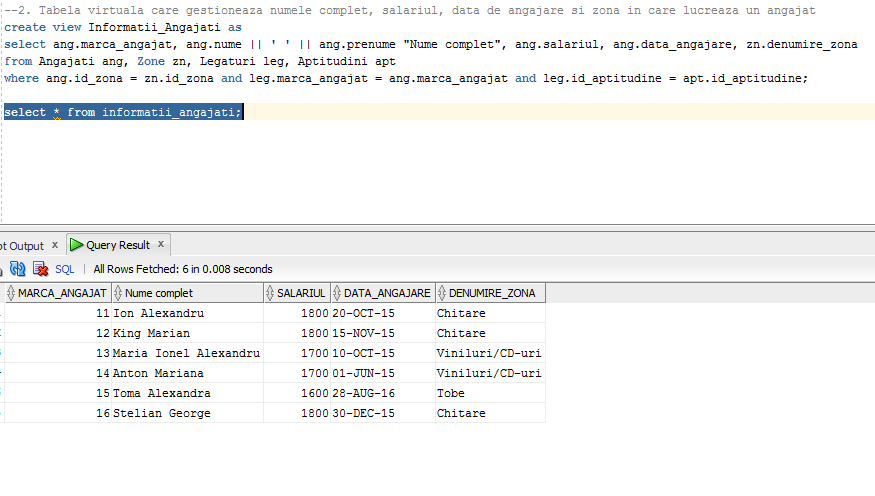 --2. Tabela virtuala care gestioneaza numele complet, salariul, data de angajare si zona in care lucreaza un angajat
create view Informatii_Angajati as
select ang.marca_angajat, ang.nume || ' ' || ang.prenume "Nume complet", ang.salariul, ang.data_angajare, zn.denumire_zona
from Angajati ang, Zone zn, Legaturi leg, Aptitudini apt
where ang.id_zona = zn.id_zona and leg.marca_angajat = ang.marca_angajat and leg.id_aptitudine = apt.id_aptitudine;
select * from informatii_angajati;
Output x Query Result x
SQL | All Rows Fetched: 6 in 0.008 seconds
MARCA_ANGAJAT Nume complet SALARIUL DATA_ANGAJARE DENUMIRE_ZONA
11 Ion Alexandru 1800 20-OCT-15 Chitare
12 King Marian 1800 15-NOV-15 Chitare
13 Maria Ionel Alexandru 1700 10-OCT-15 Viniluri/CD-uri
14 Anton Mariana 1700 01-JUN-15 Viniluri/CD-uri
15 Toma Alexandra 1600 28-AUG-16 Tobe
16 Stelian George 1800 30-DEC-15 Chitare